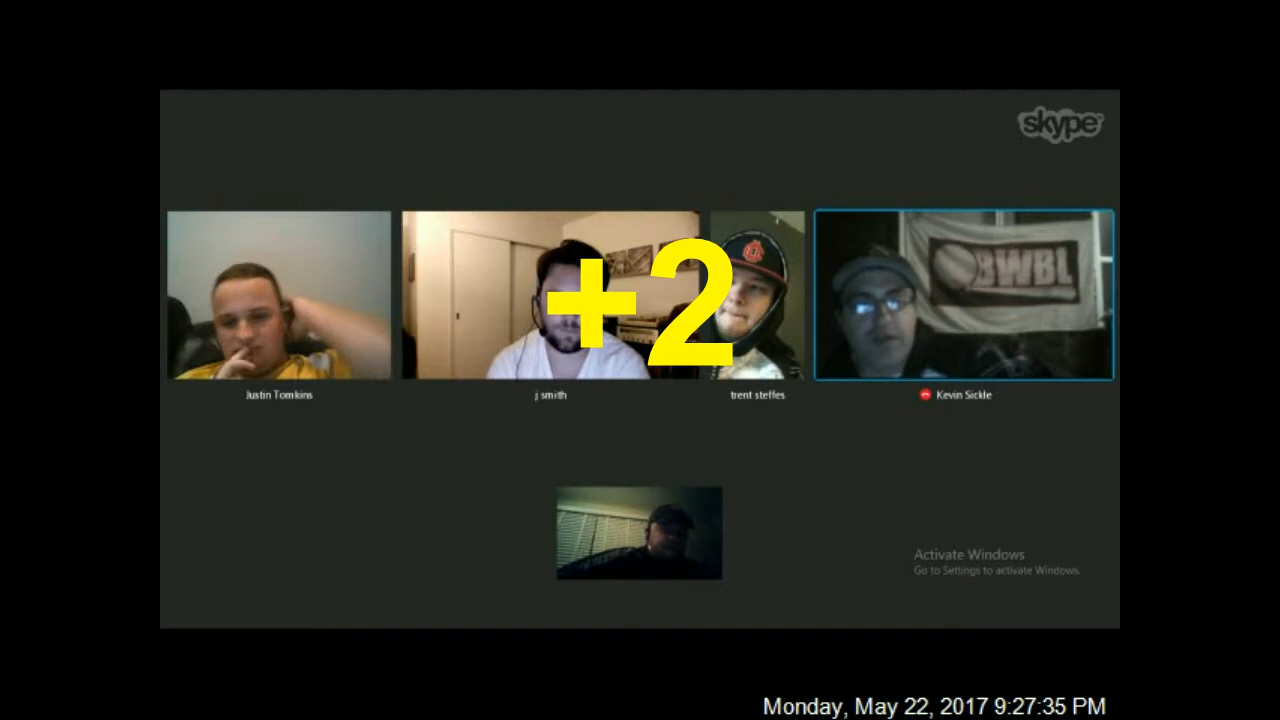 skype
BWBL
+2
Justin Tomkins
j smith
trent steffes
Kevin Sickle
Activate Windows
Go to Settings to activate Windows.
Monday, May 22, 2017 9:27:35 PM